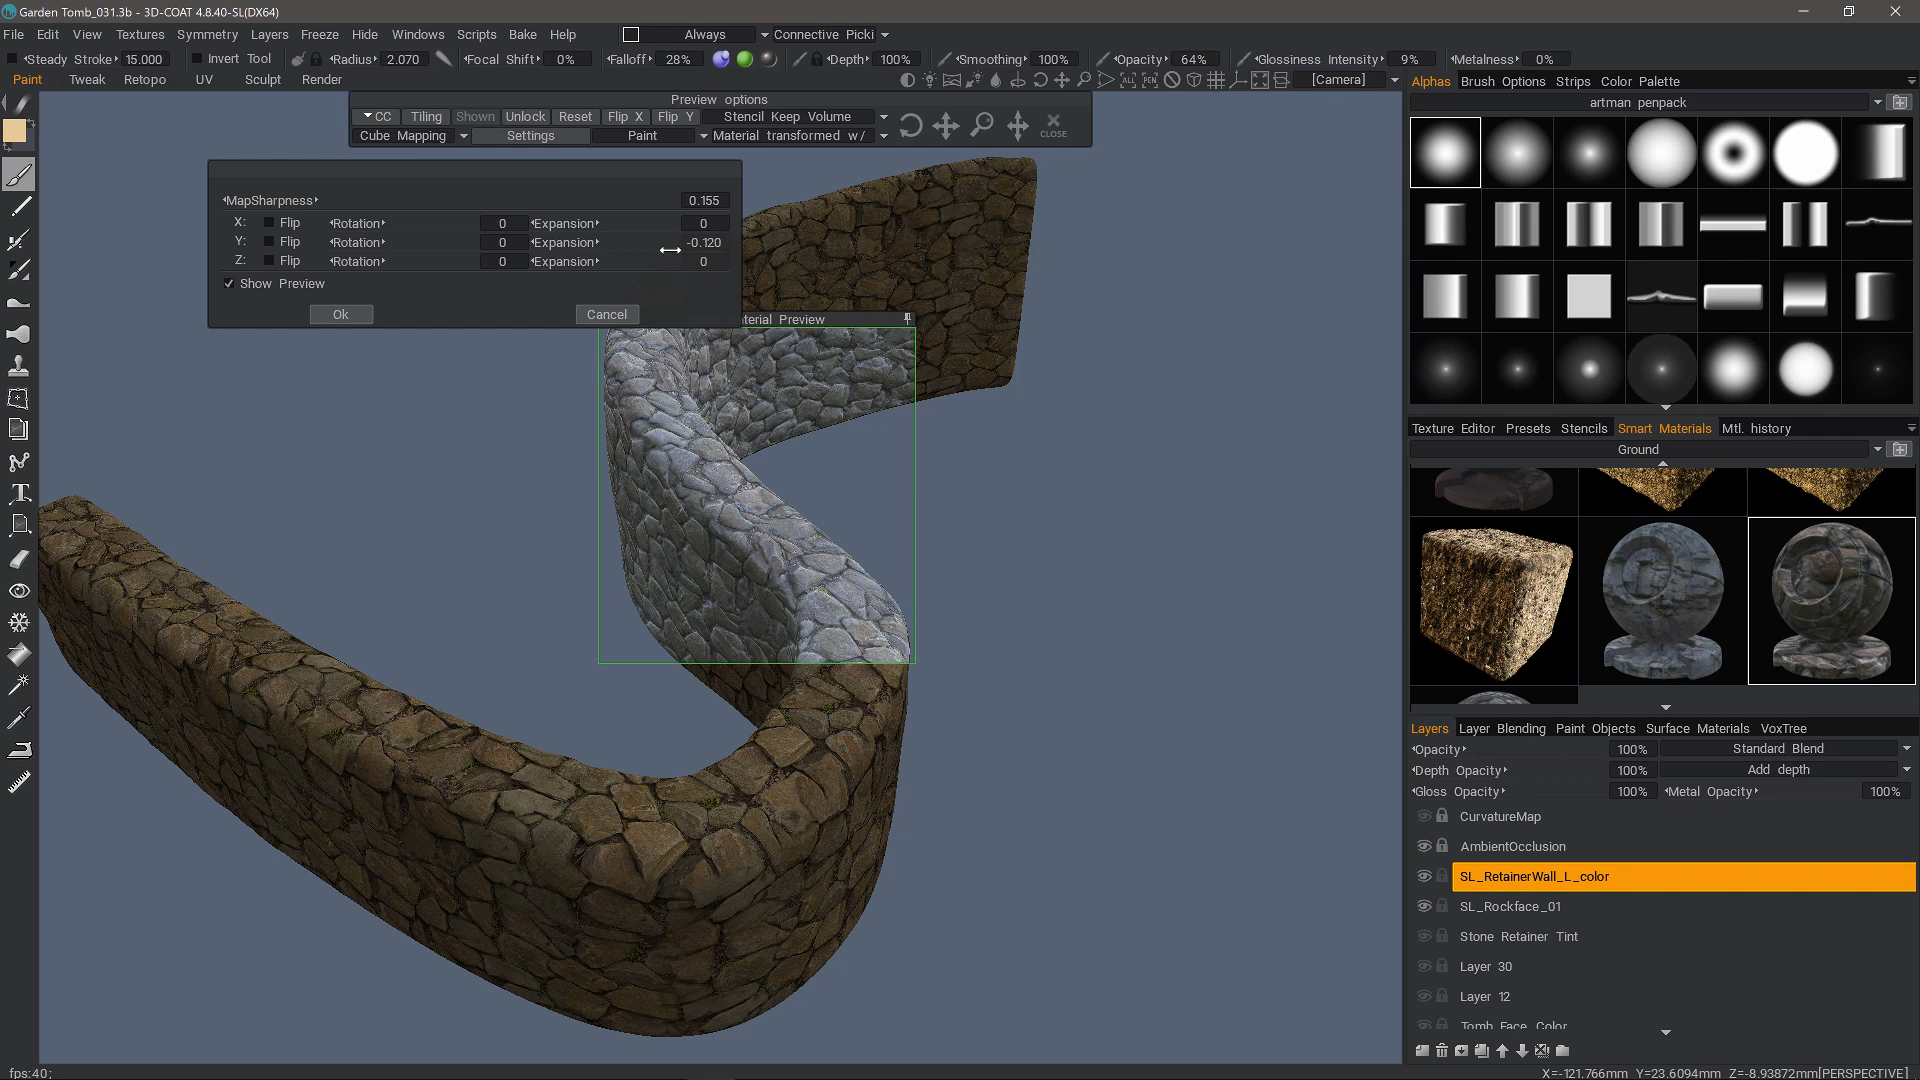 Garden Tomb_031.3b - 3D-COAT 4.8.40-SL(DX64)
File Edit View Textures Symmetry Layers Freeze Hide Windows Scripts Bake Help Always Connective Picki
Steady Stroke 15.000 Invert Tool Radius 2.070 Focal Shift 0% Falloff 28% Depth 100% Smoothing 100% Opacity 64% Glossiness Intensity 9% Metalness 0%
Paint Tweak Retopo UV Sculpt Render [Camera]
Alphas Brush Options Strips Color Palette
Preview options
artman penpack
CC Tiling Shown Unlock Reset Flip X Flip Y Stencil Keep Volume
CLOSE
Cube Mapping Settings Paint Material transformed w/
MapSharpness 0.155
X: Flip Rotation 0 Expansion 0
Y: Flip Rotation 0 Expansion -0.120
Z: Flip Rotation 0 Expansion 0
Show Preview
Ok Cancel
terial Preview
Texture Editor Presets Stencils Smart Materials Mtl. history
Ground
Layers Layer Blending Paint Objects Surface Materials VoxTree
Opacity 100% Standard Blend
Depth Opacity 100% Add depth
Gloss Opacity 100% Metal Opacity 100%
CurvatureMap
AmbientOcclusion
SL_RetainerWall_L_color
SL_Rockface_01
Stone Retainer Tint
Layer 30
Layer 12
Tomb Face Color
fps:40; X=-121.766mm Y=23.6094mm Z=-8.93872mm[PERSPECTIVE]